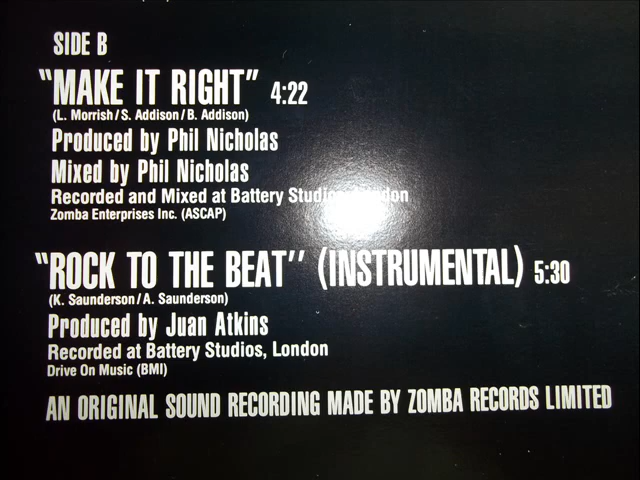 SIDE B
"MAKE IT RIGHT" 4:22
(L. Morrish/S. Addison/B. Addison)
Produced by Phil Nicholas
Mixed by Phil Nicholas
Recorded and Mixed at Battery Studios, London
Zomba Enterprises Inc. (ASCAP)
"ROCK TO THE BEAT" (INSTRUMENTAL) 5:30
(K. Saunderson/A. Saunderson)
Produced by Juan Atkins
Recorded at Battery Studios, London
Drive On Music (BMI)
AN ORIGINAL SOUND RECORDING MADE BY ZOMBA RECORDS LIMITED